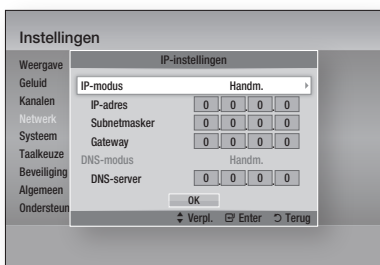 Instellingen
Weergave
Geluid
Kanalen
Netwerk
Systeem
Taalkeuze
Beveiliging
Algemeen
Ondersteun
IP-instellingen
IP-modus Handm.
IP-adres 0 0 0 0
Subnetmasker 0 0 0 0
Gateway 0 0 0 0
DNS-modus Handm.
DNS-server 0 0 0 0
OK
Verpl. Enter Terug